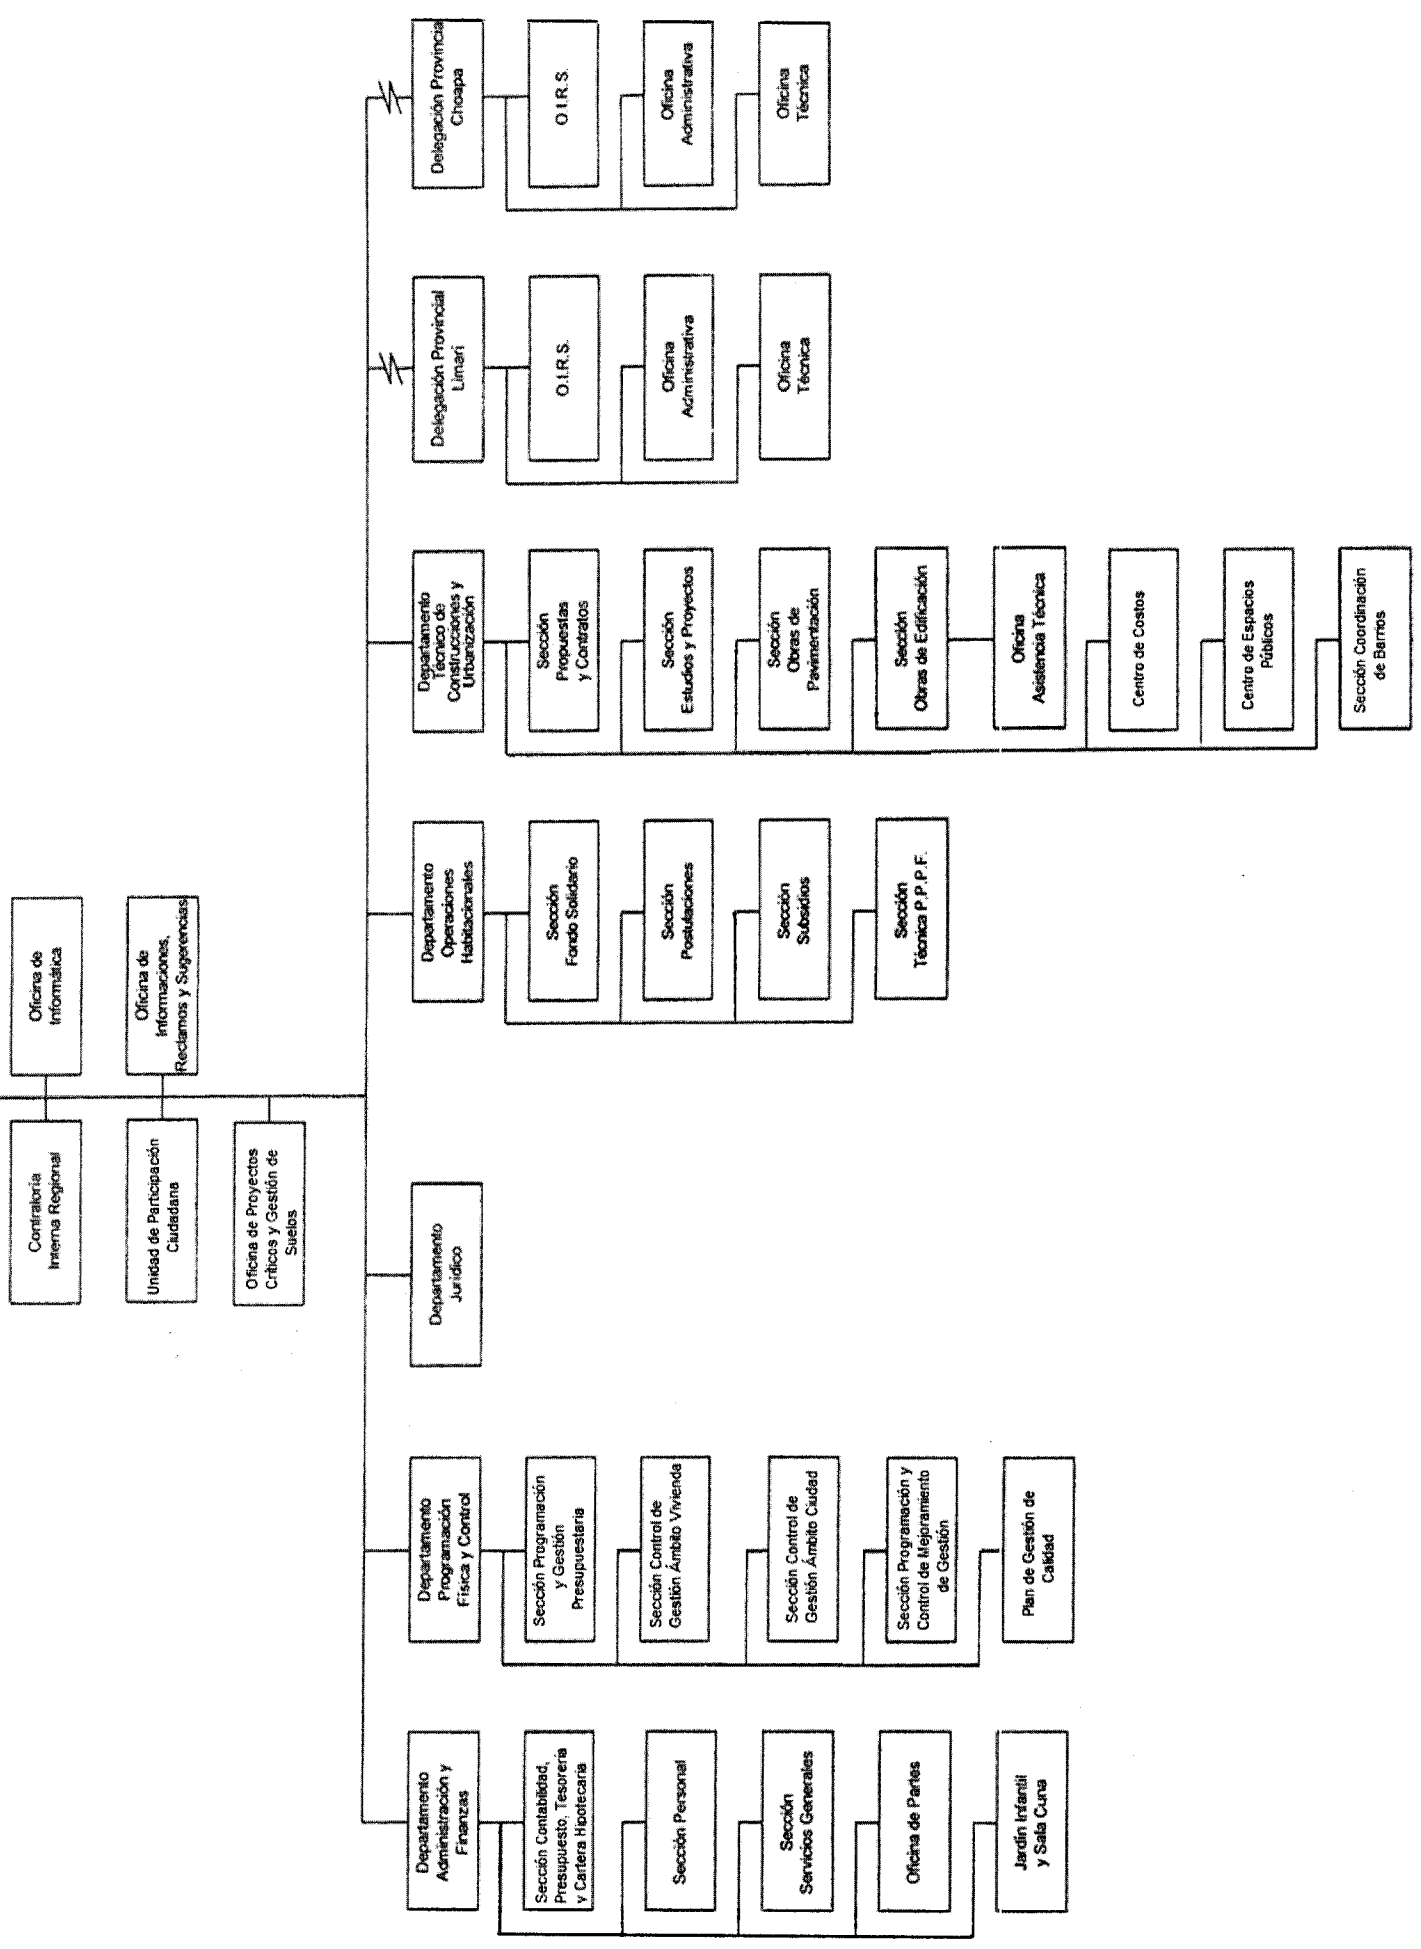 Contraloría
Interna Regional
Oficina de
Informática
Unidad de Participación
Ciudadana
Oficina de
Informaciones,
Reclamos y Sugerencias
Oficina de Proyectos
Críticos y Gestión de
Suelos
Departamento
Administración y
Finanzas
Sección Contabilidad,
Presupuesto, Tesorería
y Cartera Hipotecaria
Sección Personal
Sección
Servicios Generales
Oficina de Partes
Jardín Infantil
y Sala Cuna
Departamento
Programación
Física y Control
Sección Programación
y Gestión
Presupuestaria
Sección Control de
Gestión Ámbito Vivienda
Sección Control de
Gestión Ámbito Ciudad
Sección Programación y
Control de Mejoramiento
de Gestión
Plan de Gestión de
Calidad
Departamento
Jurídico
Departamento
Operaciones
Habitacionales
Sección
Fondo Solidario
Sección
Postulaciones
Sección
Subsidios
Sección
Técnica P.P.P.F.
Departamento
Técnico de
Construcciones y
Urbanización
Sección
Propuestas
y Contratos
Sección
Estudios y Proyectos
Sección
Obras de
Pavimentación
Sección
Obras de Edificación
Oficina
Asistencia Técnica
Centro de Costos
Centro de Espacios
Públicos
Sección Coordinación
de Barrios
Delegación Provincial
Limarí
O.I.R.S.
Oficina
Administrativa
Oficina
Técnica
Delegación Provincia
Choapa
O.I.R.S.
Oficina
Administrativa
Oficina
Técnica